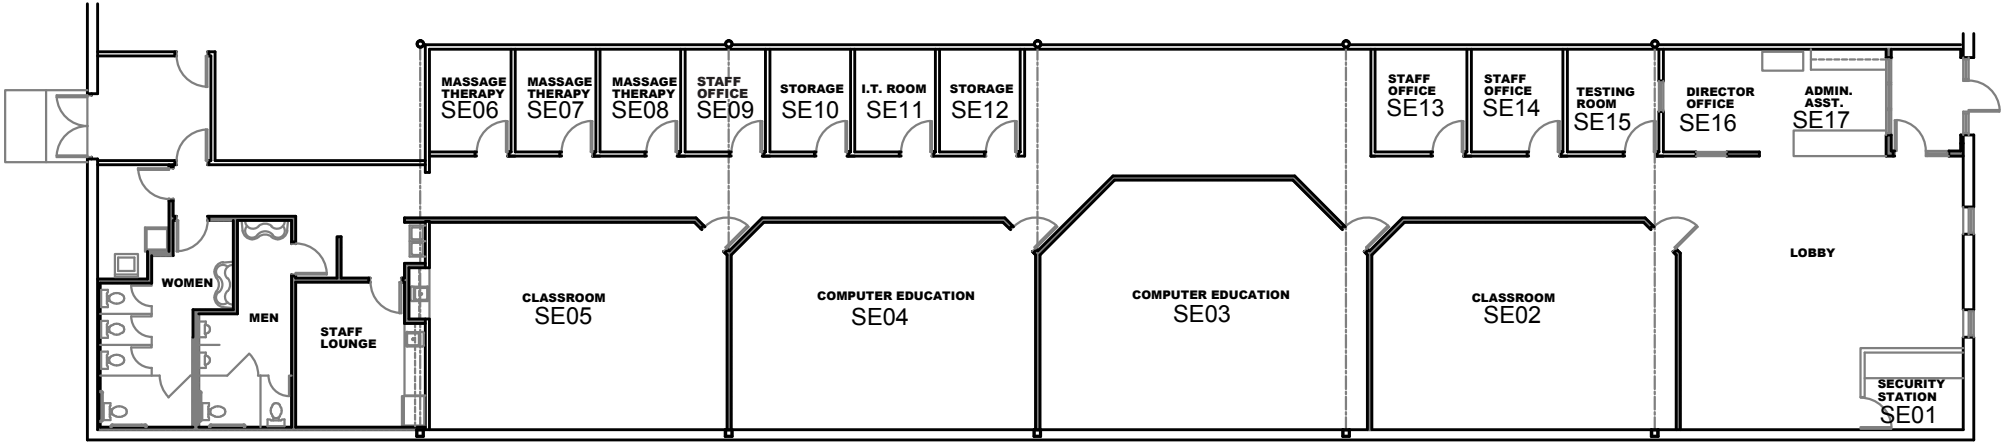 MASSAGE
THERAPY
SE06
MASSAGE
THERAPY
SE07
MASSAGE
THERAPY
SE08
STAFF
OFFICE
SE09
STORAGE
SE10
I.T. ROOM
SE11
STORAGE
SE12
STAFF
OFFICE
SE13
STAFF
OFFICE
SE14
TESTING
ROOM
SE15
DIRECTOR
OFFICE
SE16
ADMIN.
ASST.
SE17
WOMEN
MEN
STAFF
LOUNGE
CLASSROOM
SE05
COMPUTER EDUCATION
SE04
COMPUTER EDUCATION
SE03
CLASSROOM
SE02
LOBBY
SECURITY
STATION
SE01